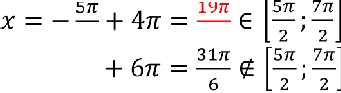 x = −5π/ + 4π = 19π/ ∈ [5π/2 ; 7π/2]
+ 6π = 31π/6 ∉ [5π/2 ; 7π/2]